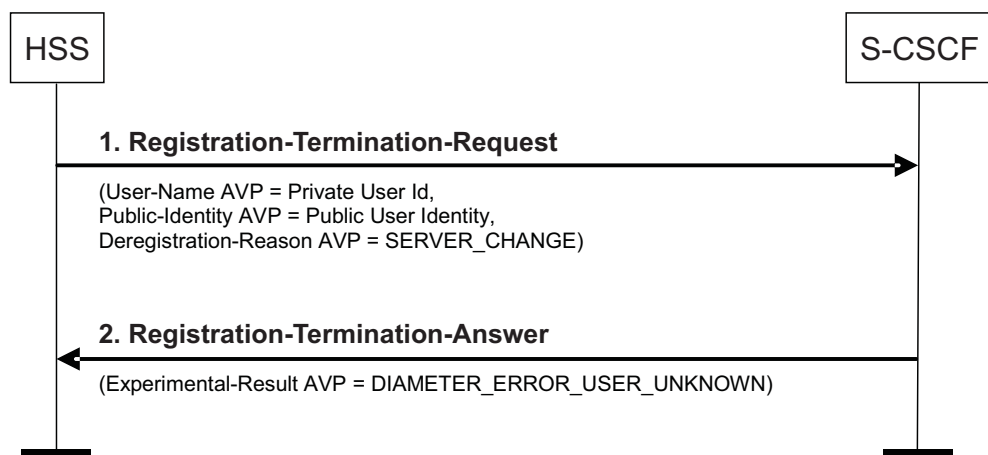 HSS
S-CSCF
1. Registration-Termination-Request
(User-Name AVP = Private User Id,
Public-Identity AVP = Public User Identity,
Deregistration-Reason AVP = SERVER_CHANGE)
2. Registration-Termination-Answer
(Experimental-Result AVP = DIAMETER_ERROR_USER_UNKNOWN)